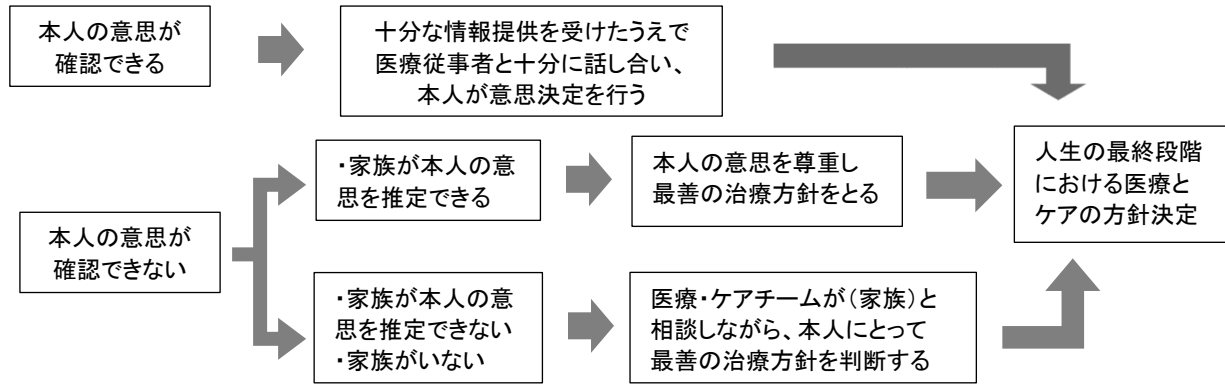 本人の意思が
確認できる
十分な情報提供を受けたうえで
医療従事者と十分に話し合い、
本人が意思決定を行う
・家族が本人の意
思を推定できる
本人の意思を尊重し
最善の治療方針をとる
人生の最終段階
における医療と
ケアの方針決定
本人の意思が
確認できない
・家族が本人の意
思を推定できない
・家族がいない
医療・ケアチームが(家族)と
相談しながら、本人にとって
最善の治療方針を判断する